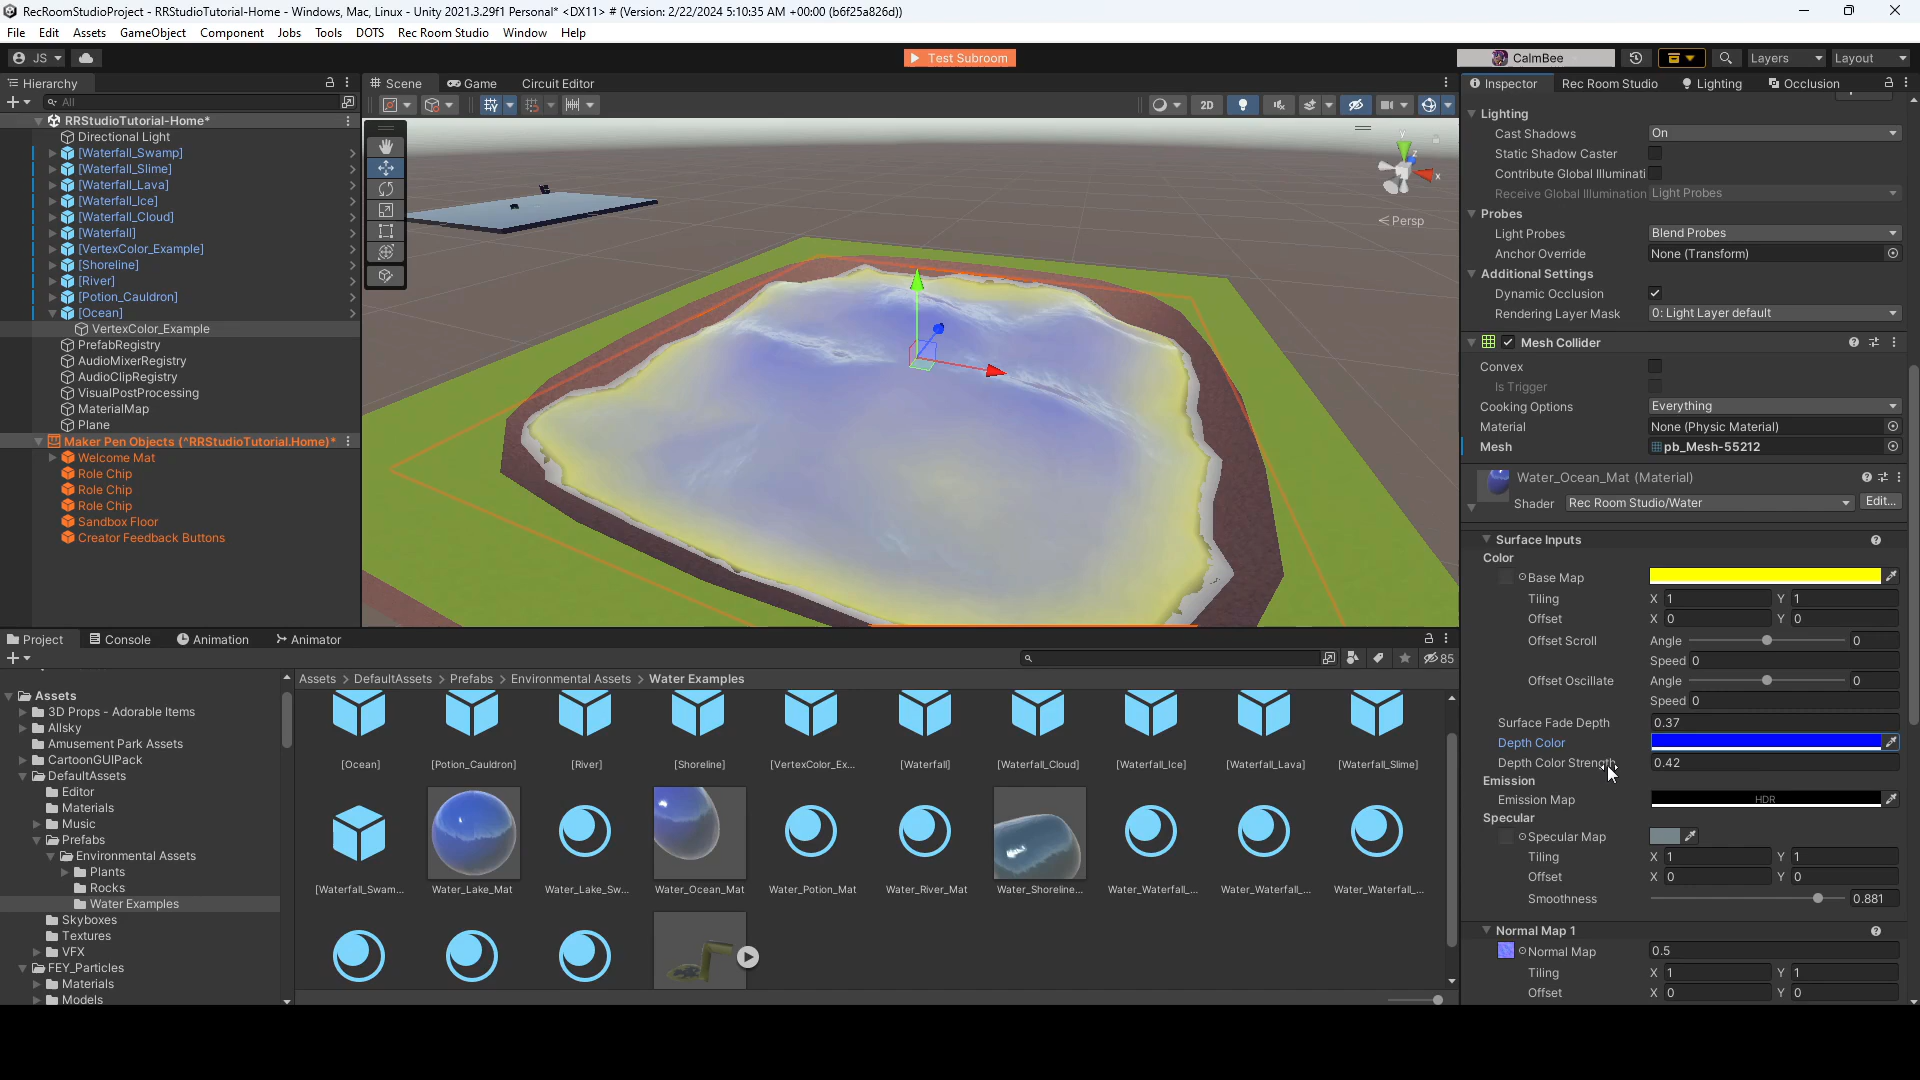 RecRoomStudioProject - RRStudioTutorial-Home - Windows, Mac, Linux - Unity 2021.3.29f1 Personal* <DX11> # (Version: 2/22/2024 5:10:35 AM +00:00 (b6f25a826d))
File Edit Assets GameObject Component Jobs Tools DOTS Rec Room Studio Window Help
JS Test Subroom CalmBee Layers Layout
Hierarchy
All
RRStudioTutorial-Home*
Directional Light
[Waterfall_Swamp]
[Waterfall_Slime]
[Waterfall_Lava]
[Waterfall_Ice]
[Waterfall_Cloud]
[Waterfall]
[VertexColor_Example]
[Shoreline]
[River]
[Potion_Cauldron]
[Ocean]
VertexColor_Example
PrefabRegistry
AudioMixerRegistry
AudioClipRegistry
VisualPostProcessing
MaterialMap
Plane
Maker Pen Objects (^RRStudioTutorial.Home)*
Welcome Mat
Role Chip
Role Chip
Role Chip
Sandbox Floor
Creator Feedback Buttons
Scene Game Circuit Editor
2D
y
z
x
Persp
Inspector Rec Room Studio Lighting Occlusion
Lighting
Cast Shadows On
Static Shadow Caster
Contribute Global Illuminati
Receive Global Illumination Light Probes
Probes
Light Probes Blend Probes
Anchor Override None (Transform)
Additional Settings
Dynamic Occlusion
Rendering Layer Mask 0: Light Layer default
Mesh Collider
Convex
Is Trigger
Cooking Options Everything
Material None (Physic Material)
Mesh pb_Mesh-55212
Water_Ocean_Mat (Material)
Shader Rec Room Studio/Water Edit...
Surface Inputs
Color
Base Map
Tiling X 1 Y 1
Offset X 0 Y 0
Offset Scroll Angle 0
Speed 0
Offset Oscillate Angle 0
Speed 0
Surface Fade Depth 0.37
Depth Color
Depth Color Strength 0.42
Emission
Emission Map HDR
Specular
Specular Map
Tiling X 1 Y 1
Offset X 0 Y 0
Smoothness 0.881
Normal Map 1
Normal Map 0.5
Tiling X 1 Y 1
Offset X 0 Y 0
Project Console Animation Animator
85
Assets
3D Props - Adorable Items
Allsky
Amusement Park Assets
CartoonGUIPack
DefaultAssets
Editor
Materials
Music
Prefabs
Environmental Assets
Plants
Rocks
Water Examples
Skyboxes
Textures
VFX
FEY_Particles
Materials
Models
Assets > DefaultAssets > Prefabs > Environmental Assets > Water Examples
[Ocean] [Potion_Cauldron] [River] [Shoreline] [VertexColor_Ex... [Waterfall] [Waterfall_Cloud] [Waterfall_Ice] [Waterfall_Lava] [Waterfall_Slime]
[Waterfall_Swam... Water_Lake_Mat Water_Lake_Sw... Water_Ocean_Mat Water_Potion_Mat Water_River_Mat Water_Shoreline... Water_Waterfall_... Water_Waterfall_... Water_Waterfall_...